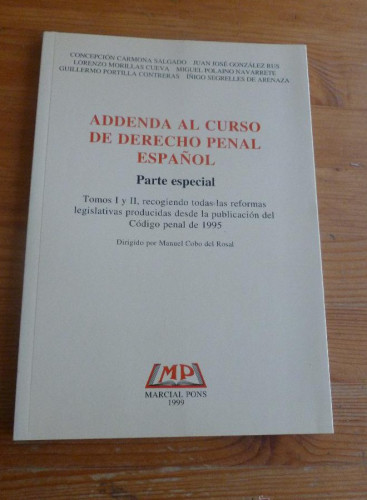 CONCEPCIÓN CARMONA SALGADO JUAN JOSÉ GONZÁLEZ RUS
LORENZO MORILLAS CUEVA MIGUEL POLAINO NAVARRETE
GUILLERMO PORTILLA CONTRERAS IÑIGO SEGRELLES DE ARENAZA
ADDENDA AL CURSO
DE DERECHO PENAL
ESPAÑOL
Parte especial
Tomos I y II, recogiendo todas las reformas
legislativas producidas desde la publicación del
Código penal de 1995
Dirigido por Manuel Cobo del Rosal
MP
MARCIAL PONS
1999